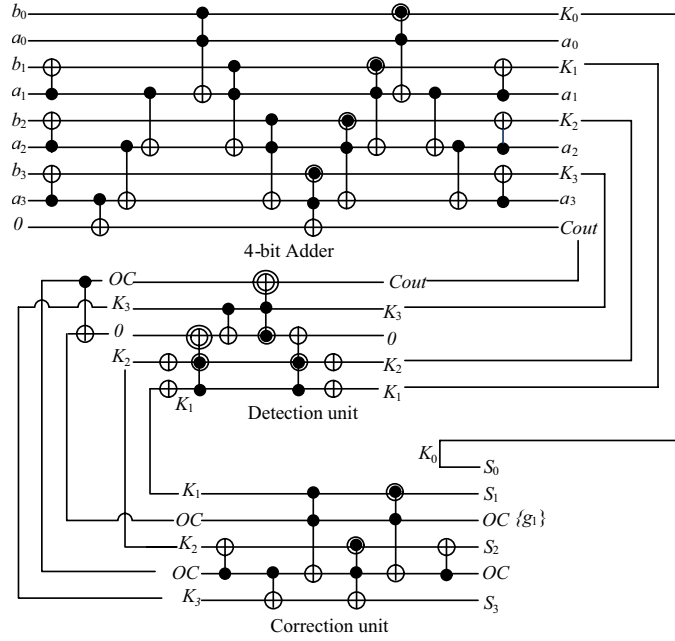 b₀ K₀
a₀ a₀
b₁ K₁
a₁ a₁
b₂ K₂
a₂ a₂
b₃ K₃
a₃ a₃
0 Cout
4-bit Adder
OC Cout
K₃ K₃
0 0
K₂ K₂
K₁ K₁
Detection unit
K₀
S₀
K₁ S₁
OC OC {g₁}
K₂ S₂
OC OC
K₃ S₃
Correction unit